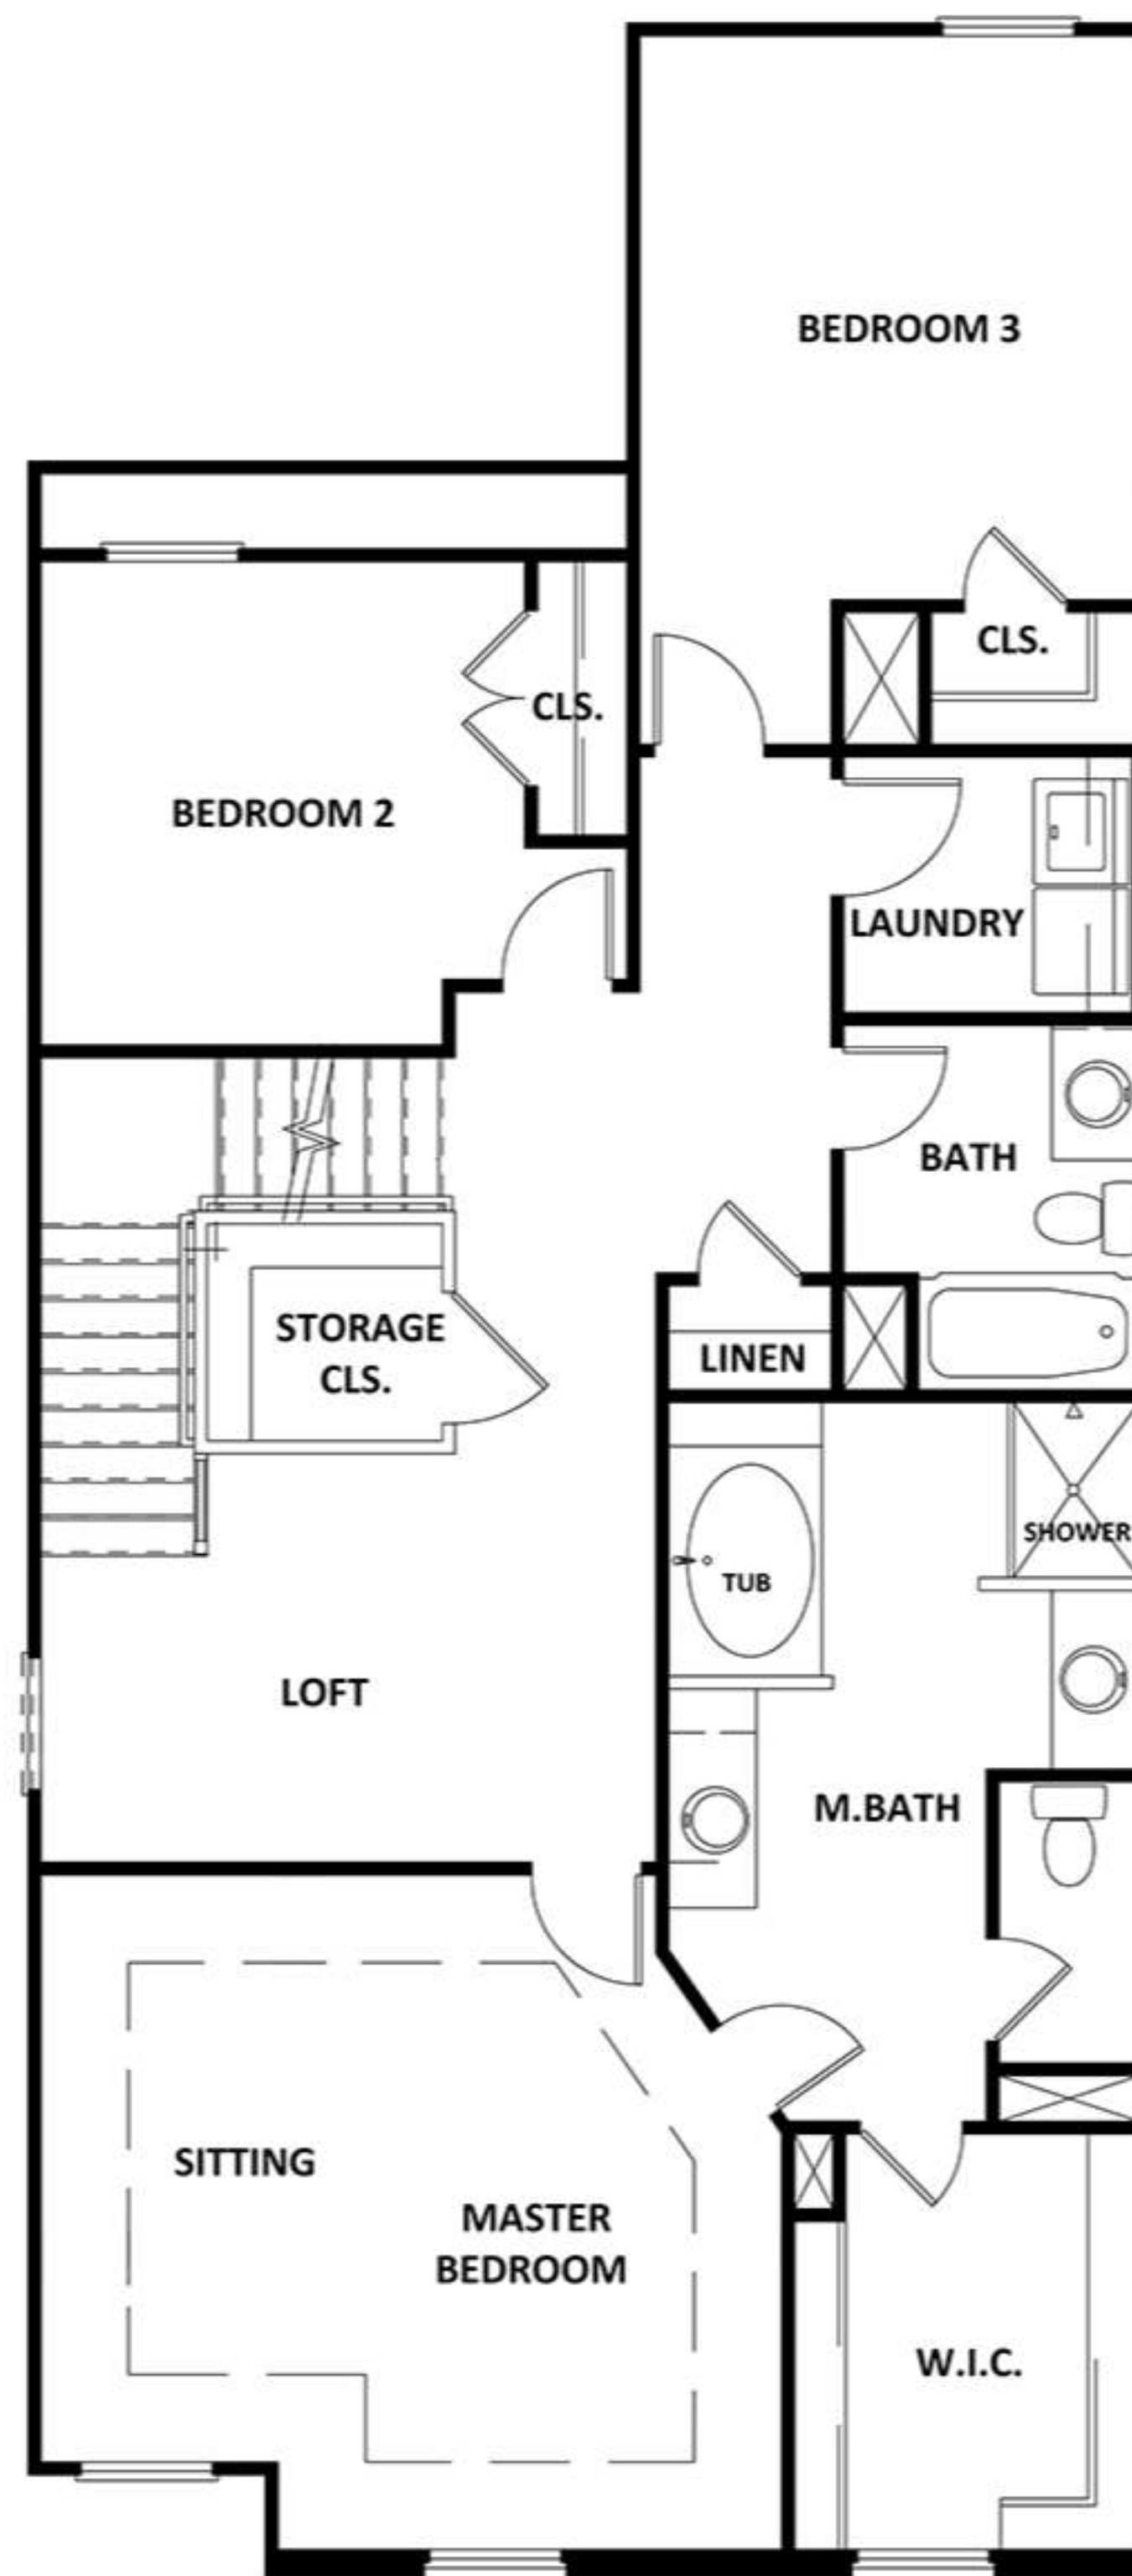 BEDROOM 3
CLS.
CLS.
BEDROOM 2
LAUNDRY
BATH
STORAGE
CLS.
LINEN
SHOWER
TUB
LOFT
M.BATH
SITTING
MASTER
BEDROOM
W.I.C.